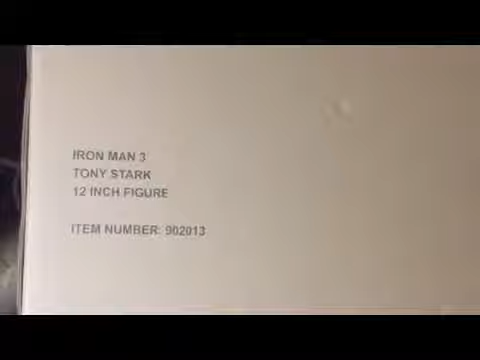 IRON MAN 3
TONY STARK
12 INCH FIGURE
ITEM NUMBER: 902013